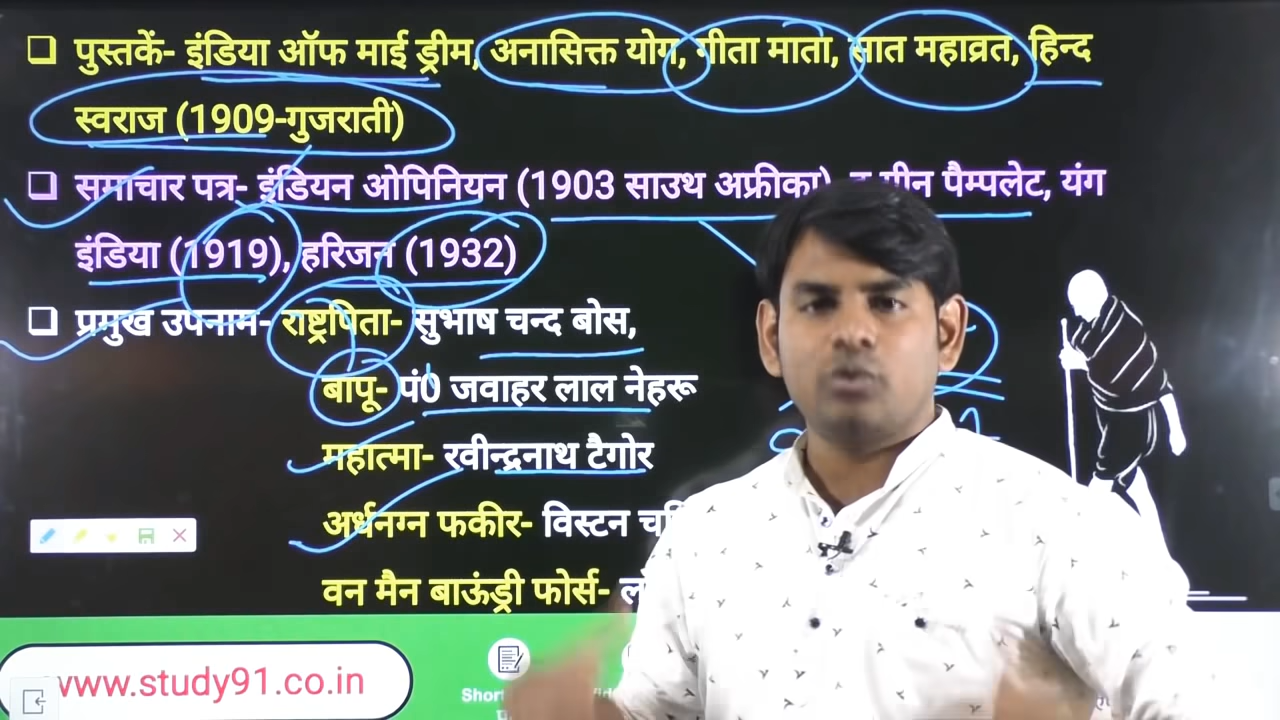 ❑ पुस्तकें- इंडिया ऑफ माई ड्रीम, अनासिक्त योग, गीता माता, सात महाव्रत, हिन्द
स्वराज (1909-गुजराती)
❑ समाचार पत्र- इंडियन ओपिनियन (1903 साउथ अफ्रीका), पैम्पलेट, यंग
इंडिया (1919), हरिजन (1932)
❑ प्रमुख उपनाम- राष्ट्रपिता- सुभाष चन्द बोस,
बापू- पं0 जवाहर लाल नेहरू
महात्मा- रवीन्द्रनाथ टैगोर
अर्धनग्न फकीर- विस्टन
वन मैन बाऊंड्री फोर्स-
www.study91.co.in
Short